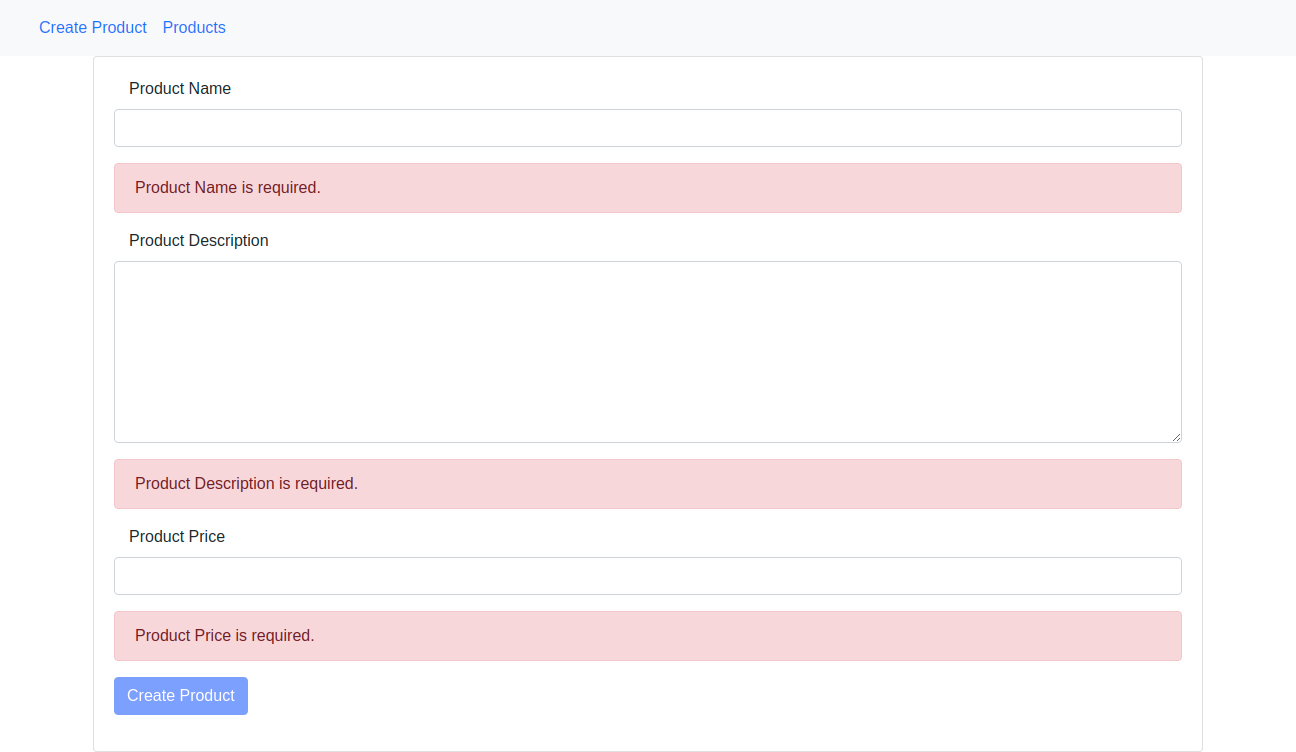 Create Product Products
Product Name
Product Name is required.
Product Description
Product Description is required.
Product Price
Product Price is required.
Create Product